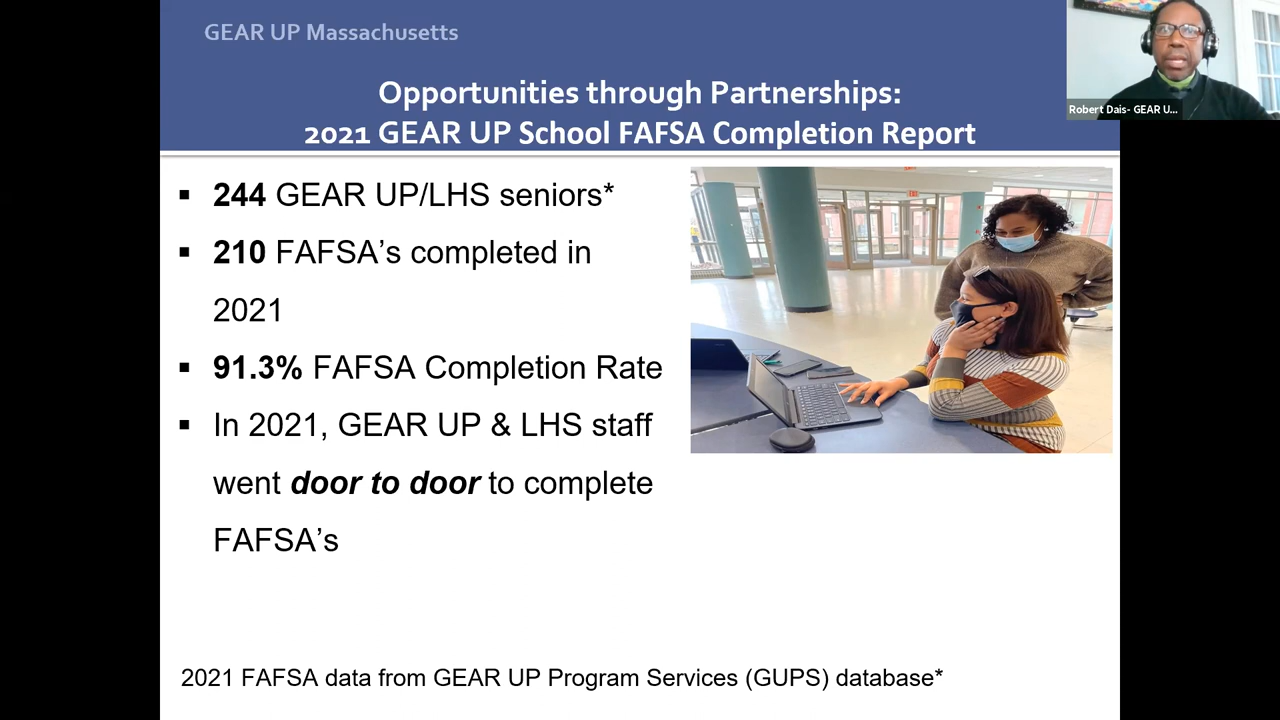 GEAR UP Massachusetts
Opportunities through Partnerships:
2021 GEAR UP School FAFSA Completion Report
Robert Dais- GEAR U...
▪ 244 GEAR UP/LHS seniors*
▪ 210 FAFSA’s completed in
2021
▪ 91.3% FAFSA Completion Rate
▪ In 2021, GEAR UP & LHS staff
went door to door to complete
FAFSA’s
2021 FAFSA data from GEAR UP Program Services (GUPS) database*